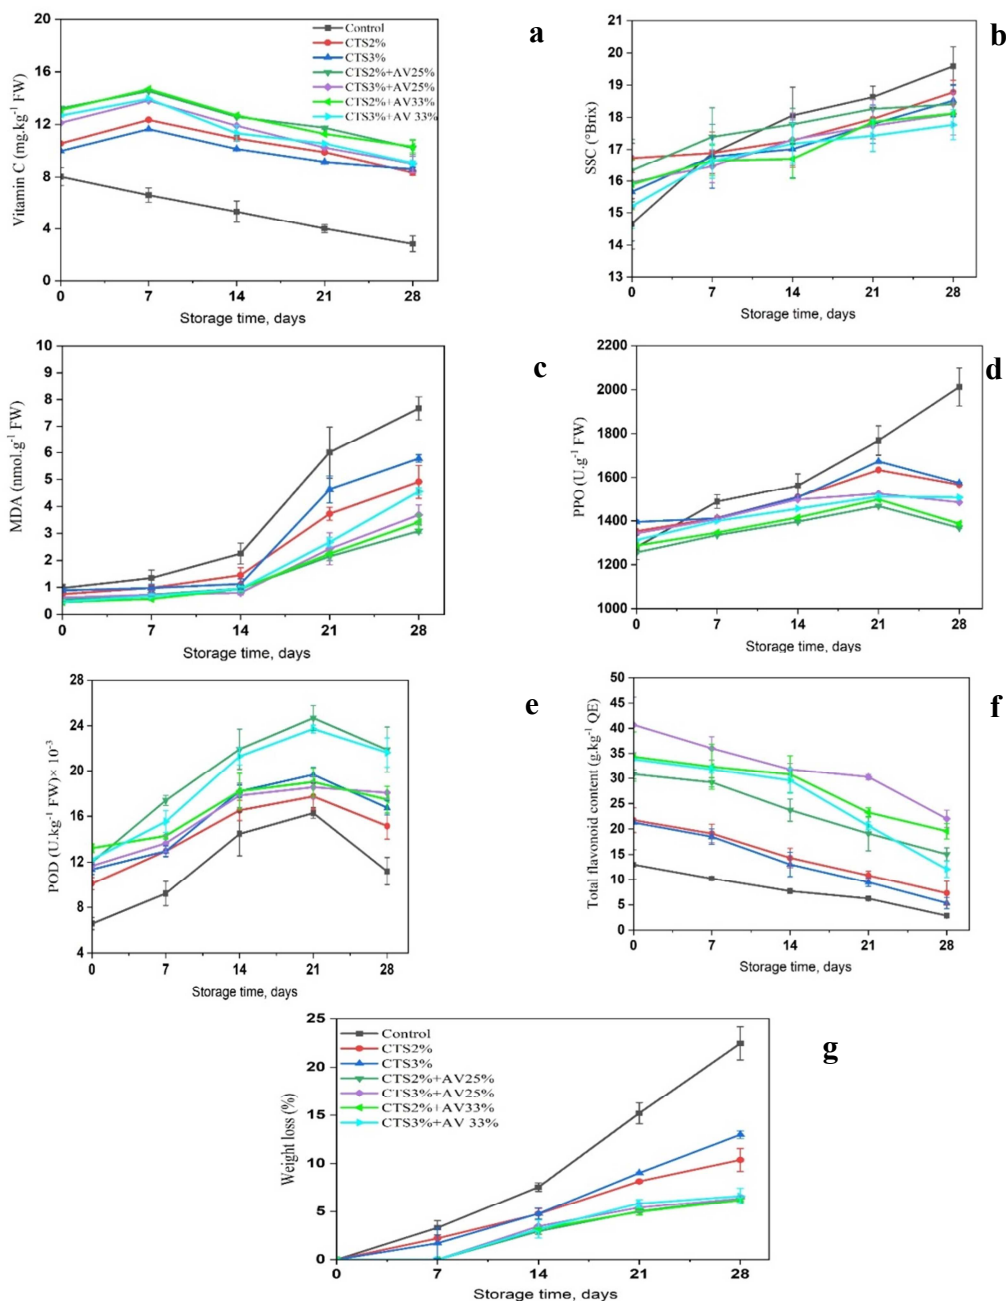 a
20
16
12
8
4
0
Vitamin C (mg.kg⁻¹ FW)
Control
CTS2%
CTS3%
CTS2%+AV25%
CTS3%+AV25%
CTS2%+AV33%
CTS3%+AV 33%
0 7 14 21 28
Storage time, days
b
21
20
19
18
17
16
15
14
13
SSC (°Brix)
0 7 14 21 28
Storage time, days
c
10
9
8
7
6
5
4
3
2
1
0
MDA (nmol.g⁻¹ FW)
0 7 14 21 28
Storage time, days
d
2200
2000
1800
1600
1400
1200
1000
PPO (U.g⁻¹ FW)
0 7 14 21 28
Storage time, days
e
28
24
20
16
12
8
4
POD (U.kg⁻¹ FW)× 10⁻³
0 7 14 21 28
Storage time, days
f
50
45
40
35
30
25
20
15
10
5
0
Total flavonoid content (g.kg⁻¹ QE)
0 7 14 21 28
Storage time, days
g
25
20
15
10
5
0
Weight loss (%)
Control
CTS2%
CTS3%
CTS2%+AV25%
CTS3%+AV25%
CTS2%+AV33%
CTS3%+AV 33%
0 7 14 21 28
Storage time, days